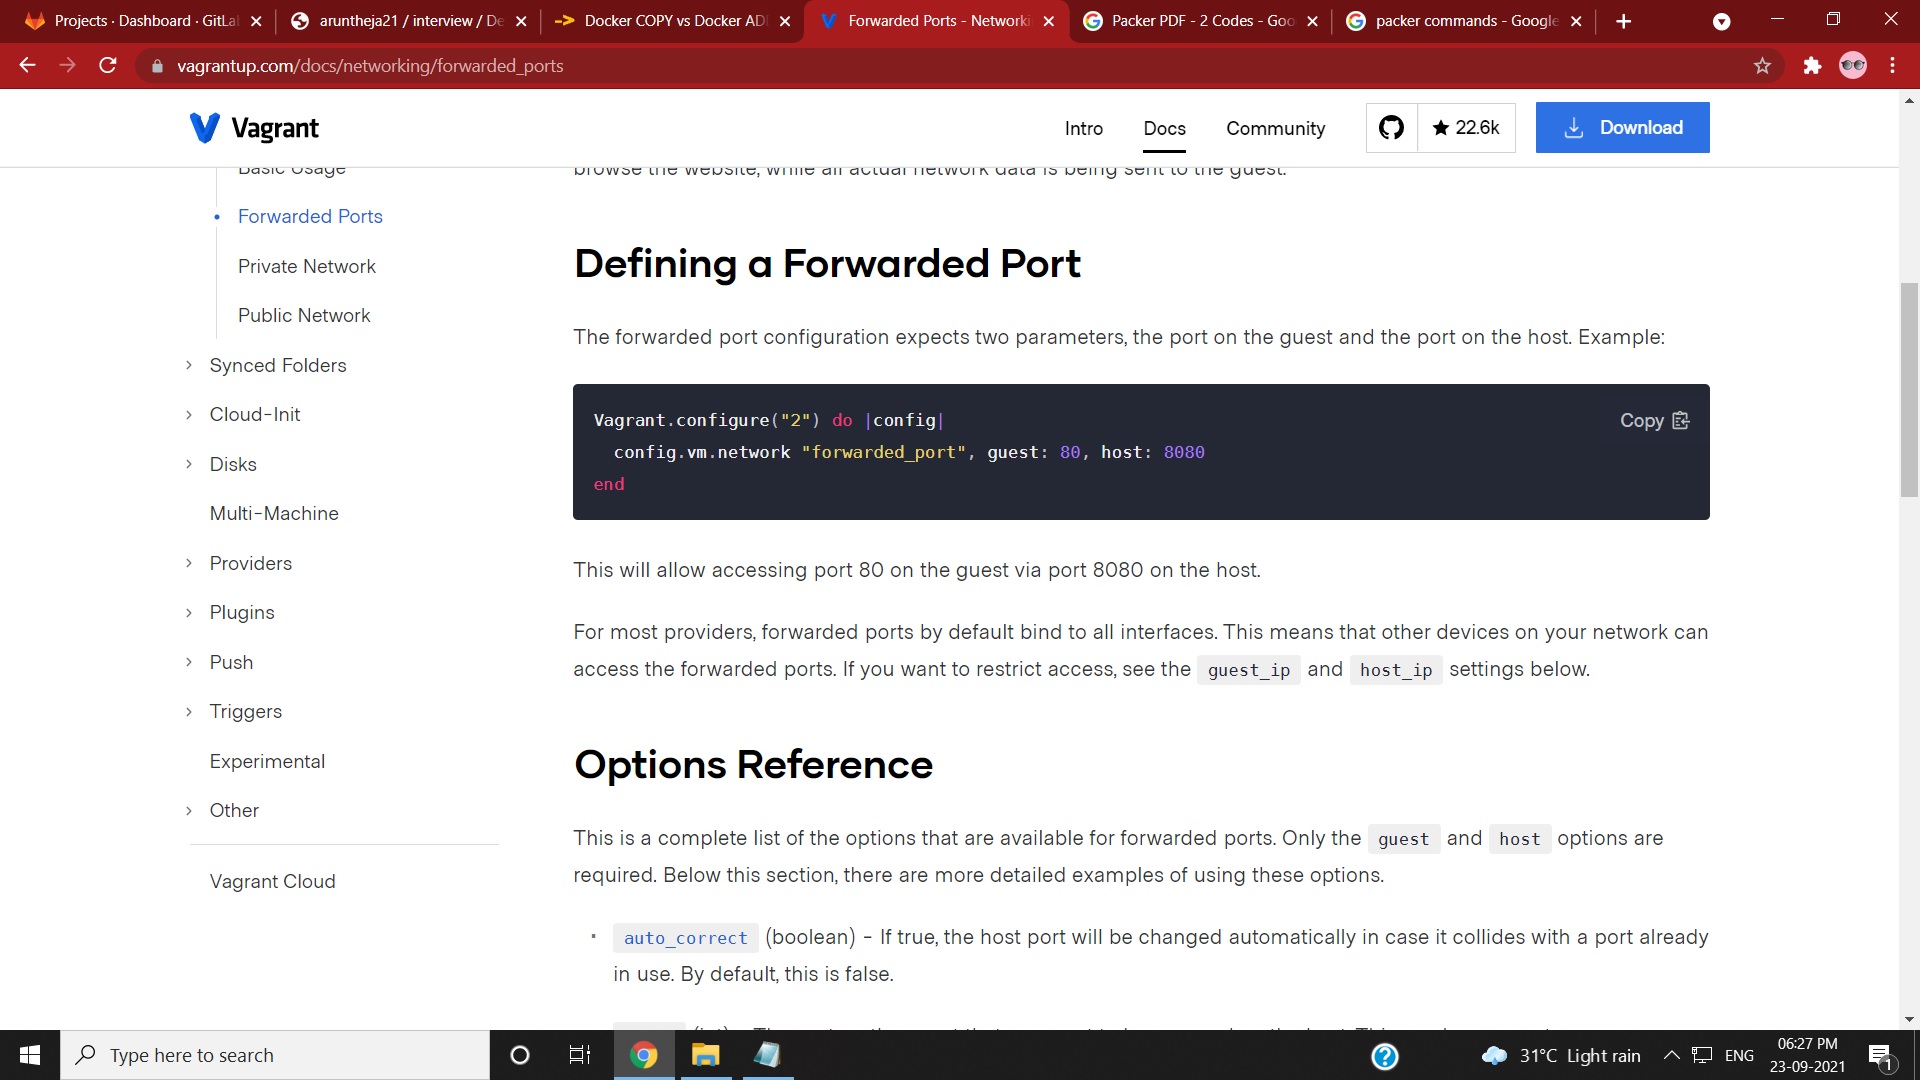 Projects · Dashboard · GitLa
aruntheja21 / interview / De
Docker COPY vs Docker AD
Forwarded Ports - Networki
Packer PDF - 2 Codes - Goo
packer commands - Google
vagrantup.com/docs/networking/forwarded_ports
Vagrant
Intro
Docs
Community
22.6k
Download
Basic Usage
Forwarded Ports
Private Network
Public Network
Synced Folders
Cloud-Init
Disks
Multi-Machine
Providers
Plugins
Push
Triggers
Experimental
Other
Vagrant Cloud
browse the website, while all actual network data is being sent to the guest.
Defining a Forwarded Port
The forwarded port configuration expects two parameters, the port on the guest and the port on the host. Example:
Vagrant.configure("2") do |config|
Copy
config.vm.network "forwarded_port", guest: 80, host: 8080
end
This will allow accessing port 80 on the guest via port 8080 on the host.
For most providers, forwarded ports by default bind to all interfaces. This means that other devices on your network can
access the forwarded ports. If you want to restrict access, see the guest_ip and host_ip settings below.
Options Reference
This is a complete list of the options that are available for forwarded ports. Only the guest and host options are
required. Below this section, there are more detailed examples of using these options.
auto_correct (boolean) - If true, the host port will be changed automatically in case it collides with a port already
in use. By default, this is false.
Type here to search
31°C Light rain
ENG
06:27 PM
23-09-2021
1